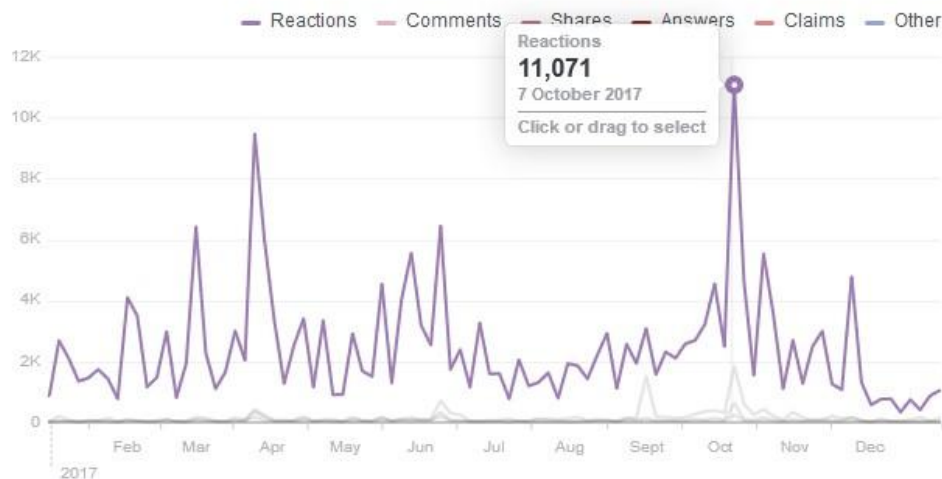 Reactions Comments Shares Answers Claims Other
Reactions
11,071
7 October 2017
Click or drag to select
12K
10K
8K
6K
4K
2K
0
Feb Mar Apr May Jun Jul Aug Sept Oct Nov Dec
2017